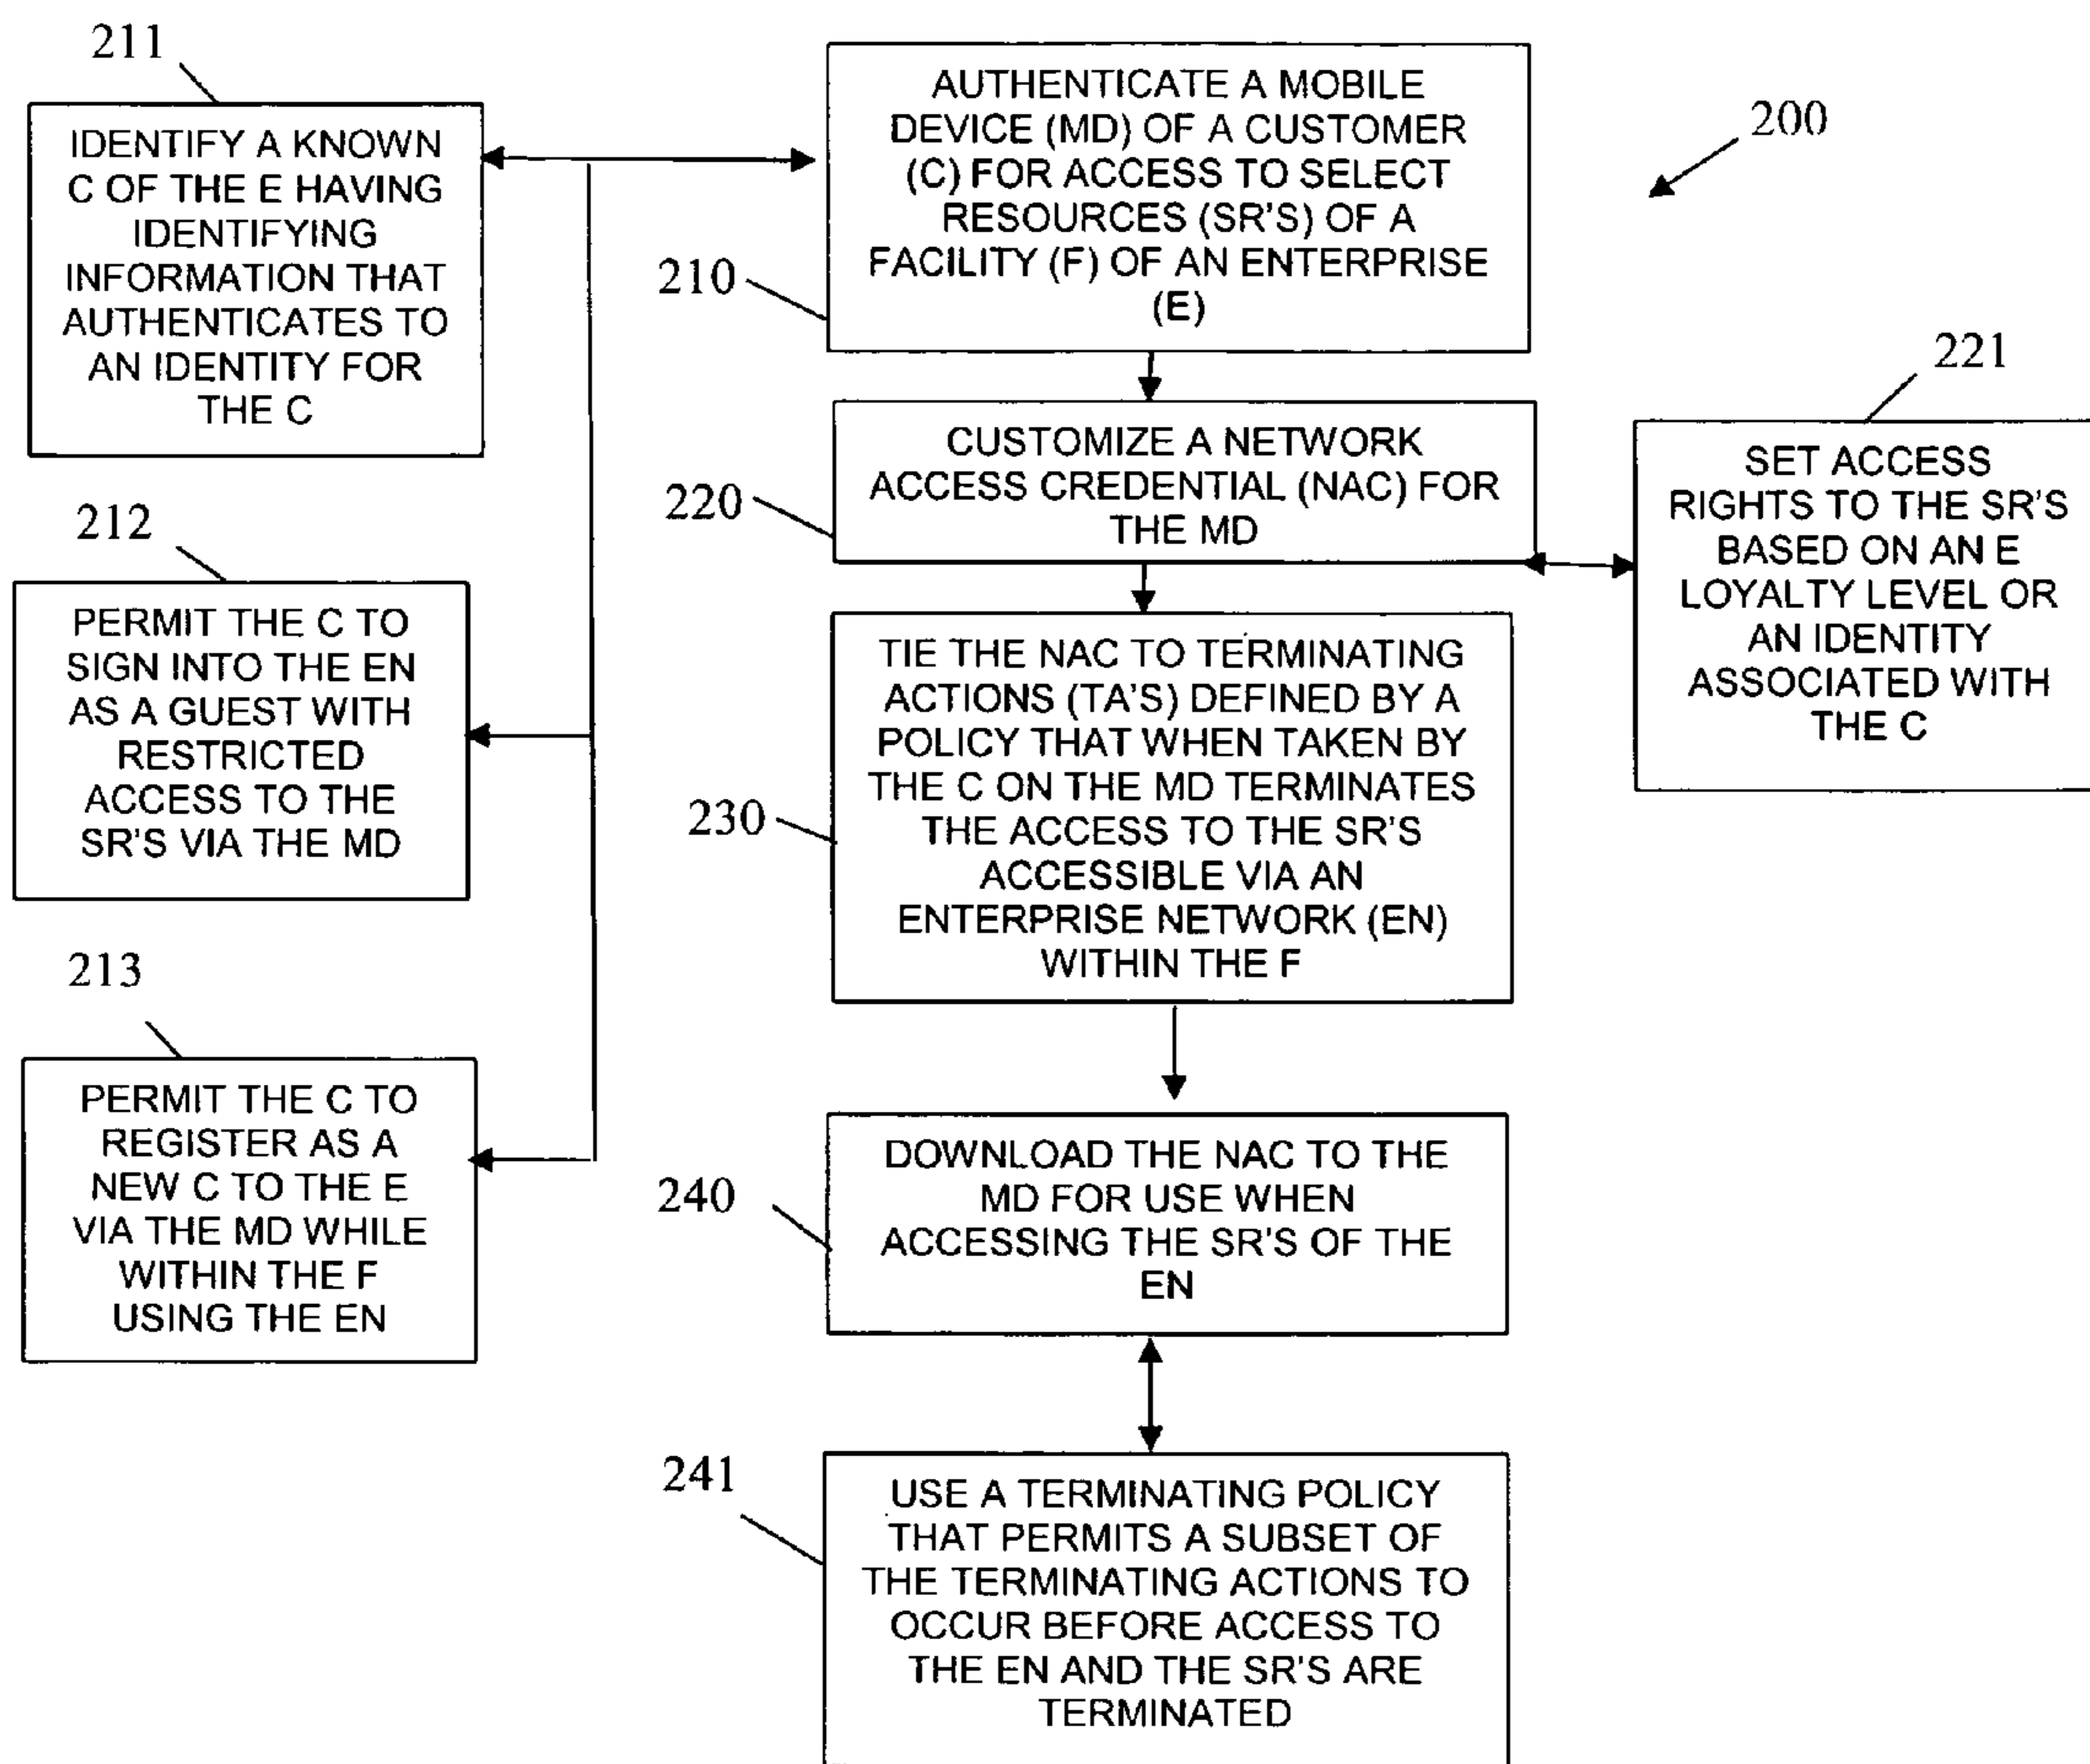 211
IDENTIFY A KNOWN
C OF THE E HAVING
IDENTIFYING
INFORMATION THAT
AUTHENTICATES TO
AN IDENTITY FOR
THE C
212
PERMIT THE C TO
SIGN INTO THE EN
AS A GUEST WITH
RESTRICTED
ACCESS TO THE
SR'S VIA THE MD
213
PERMIT THE C TO
REGISTER AS A
NEW C TO THE E
VIA THE MD WHILE
WITHIN THE F
USING THE EN
200
210
AUTHENTICATE A MOBILE
DEVICE (MD) OF A CUSTOMER
(C) FOR ACCESS TO SELECT
RESOURCES (SR'S) OF A
FACILITY (F) OF AN ENTERPRISE
(E)
220
CUSTOMIZE A NETWORK
ACCESS CREDENTIAL (NAC) FOR
THE MD
221
SET ACCESS
RIGHTS TO THE SR'S
BASED ON AN E
LOYALTY LEVEL OR
AN IDENTITY
ASSOCIATED WITH
THE C
230
TIE THE NAC TO TERMINATING
ACTIONS (TA'S) DEFINED BY A
POLICY THAT WHEN TAKEN BY
THE C ON THE MD TERMINATES
THE ACCESS TO THE SR'S
ACCESSIBLE VIA AN
ENTERPRISE NETWORK (EN)
WITHIN THE F
240
DOWNLOAD THE NAC TO THE
MD FOR USE WHEN
ACCESSING THE SR'S OF THE
EN
241
USE A TERMINATING POLICY
THAT PERMITS A SUBSET OF
THE TERMINATING ACTIONS TO
OCCUR BEFORE ACCESS TO
THE EN AND THE SR'S ARE
TERMINATED